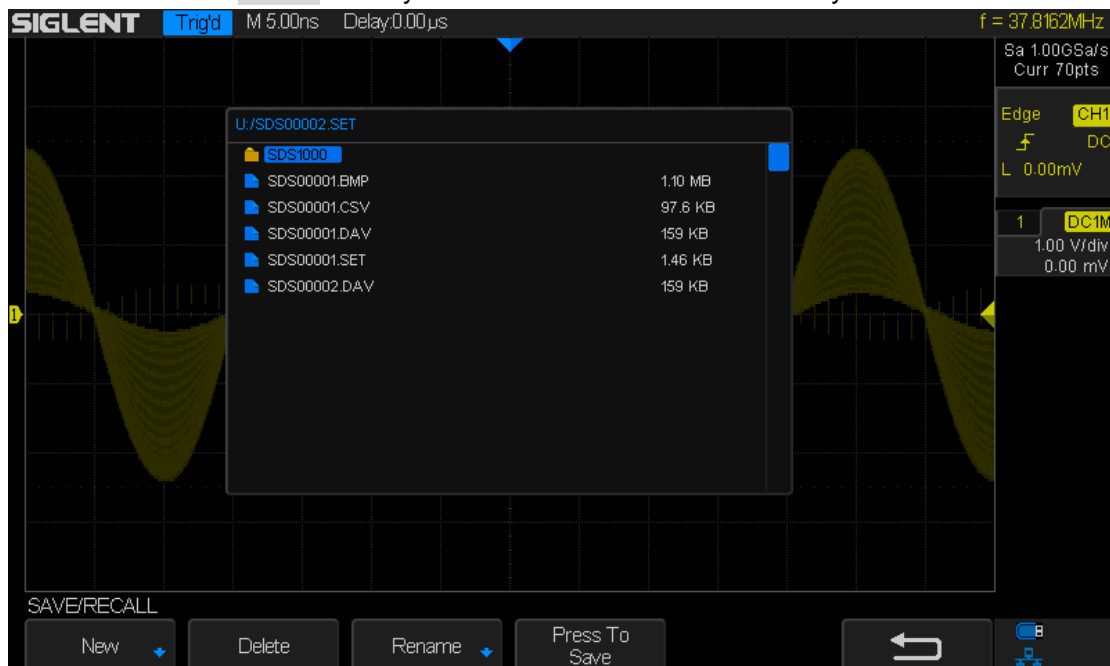 SIGLENT Trig'd M 5.00ns Delay:0.00µs f = 37.8162MHz
Sa 1.00GSa/s
Curr 70pts
Edge CH1
DC
L 0.00mV
1 DC1M
1.00 V/div
0.00 mV
U:/SDS00002.SET
SDS1000
SDS00001.BMP 1.10 MB
SDS00001.CSV 97.6 KB
SDS00001.DAV 159 KB
SDS00001.SET 1.46 KB
SDS00002.DAV 159 KB
1
SAVE/RECALL
New Delete Rename Press To Save